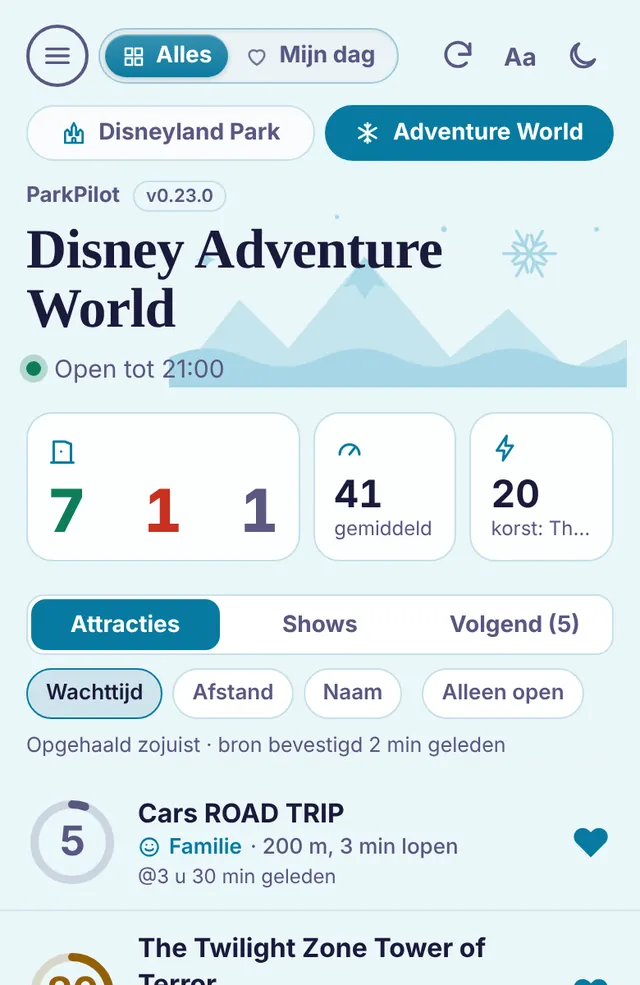 Alles
Mijn dag
Aa
Disneyland Park
Adventure World
ParkPilot
v0.23.0
Disney Adventure
World
Open tot 21:00
7 1 1
41
gemiddeld
20
korst: Th...
Attracties
Shows
Volgend (5)
Wachttijd
Afstand
Naam
Alleen open
Opgehaald zojuist · bron bevestigd 2 min geleden
5
Cars ROAD TRIP
Familie · 200 m, 3 min lopen
@3 u 30 min geleden
The Twilight Zone Tower of
Terror